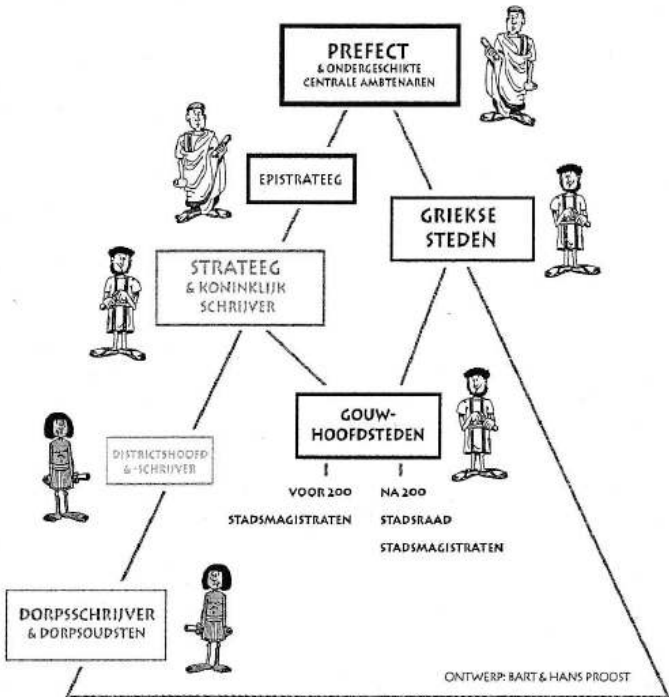 PREFECT
& ONDERGESCHIKTE
CENTRALE AMBTENAREN
EPISTRATEEG
GRIEKSE
STEDEN
STRATEEG
& KONINKLIJK
SCHRIJVER
GOUW-
HOOFDSTEDEN
DISTRICTSHOOFD
& -SCHRIJVER
VOOR 200
NA 200
STADSMAGISTRATEN
STADSRAAD
STADSMAGISTRATEN
DORPSSCHRIJVER
& DORPSOUDSTEN
ONTWERP: BART & HANS PROOST